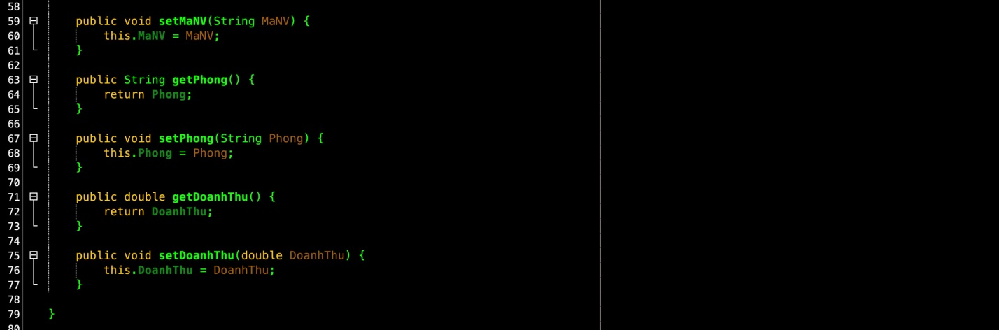 58
59 public void setMaNV(String MaNV) {
60 this.MaNV = MaNV;
61 }
62
63 public String getPhong() {
64 return Phong;
65 }
66
67 public void setPhong(String Phong) {
68 this.Phong = Phong;
69 }
70
71 public double getDoanhThu() {
72 return DoanhThu;
73 }
74
75 public void setDoanhThu(double DoanhThu) {
76 this.DoanhThu = DoanhThu;
77 }
78
79 }
80